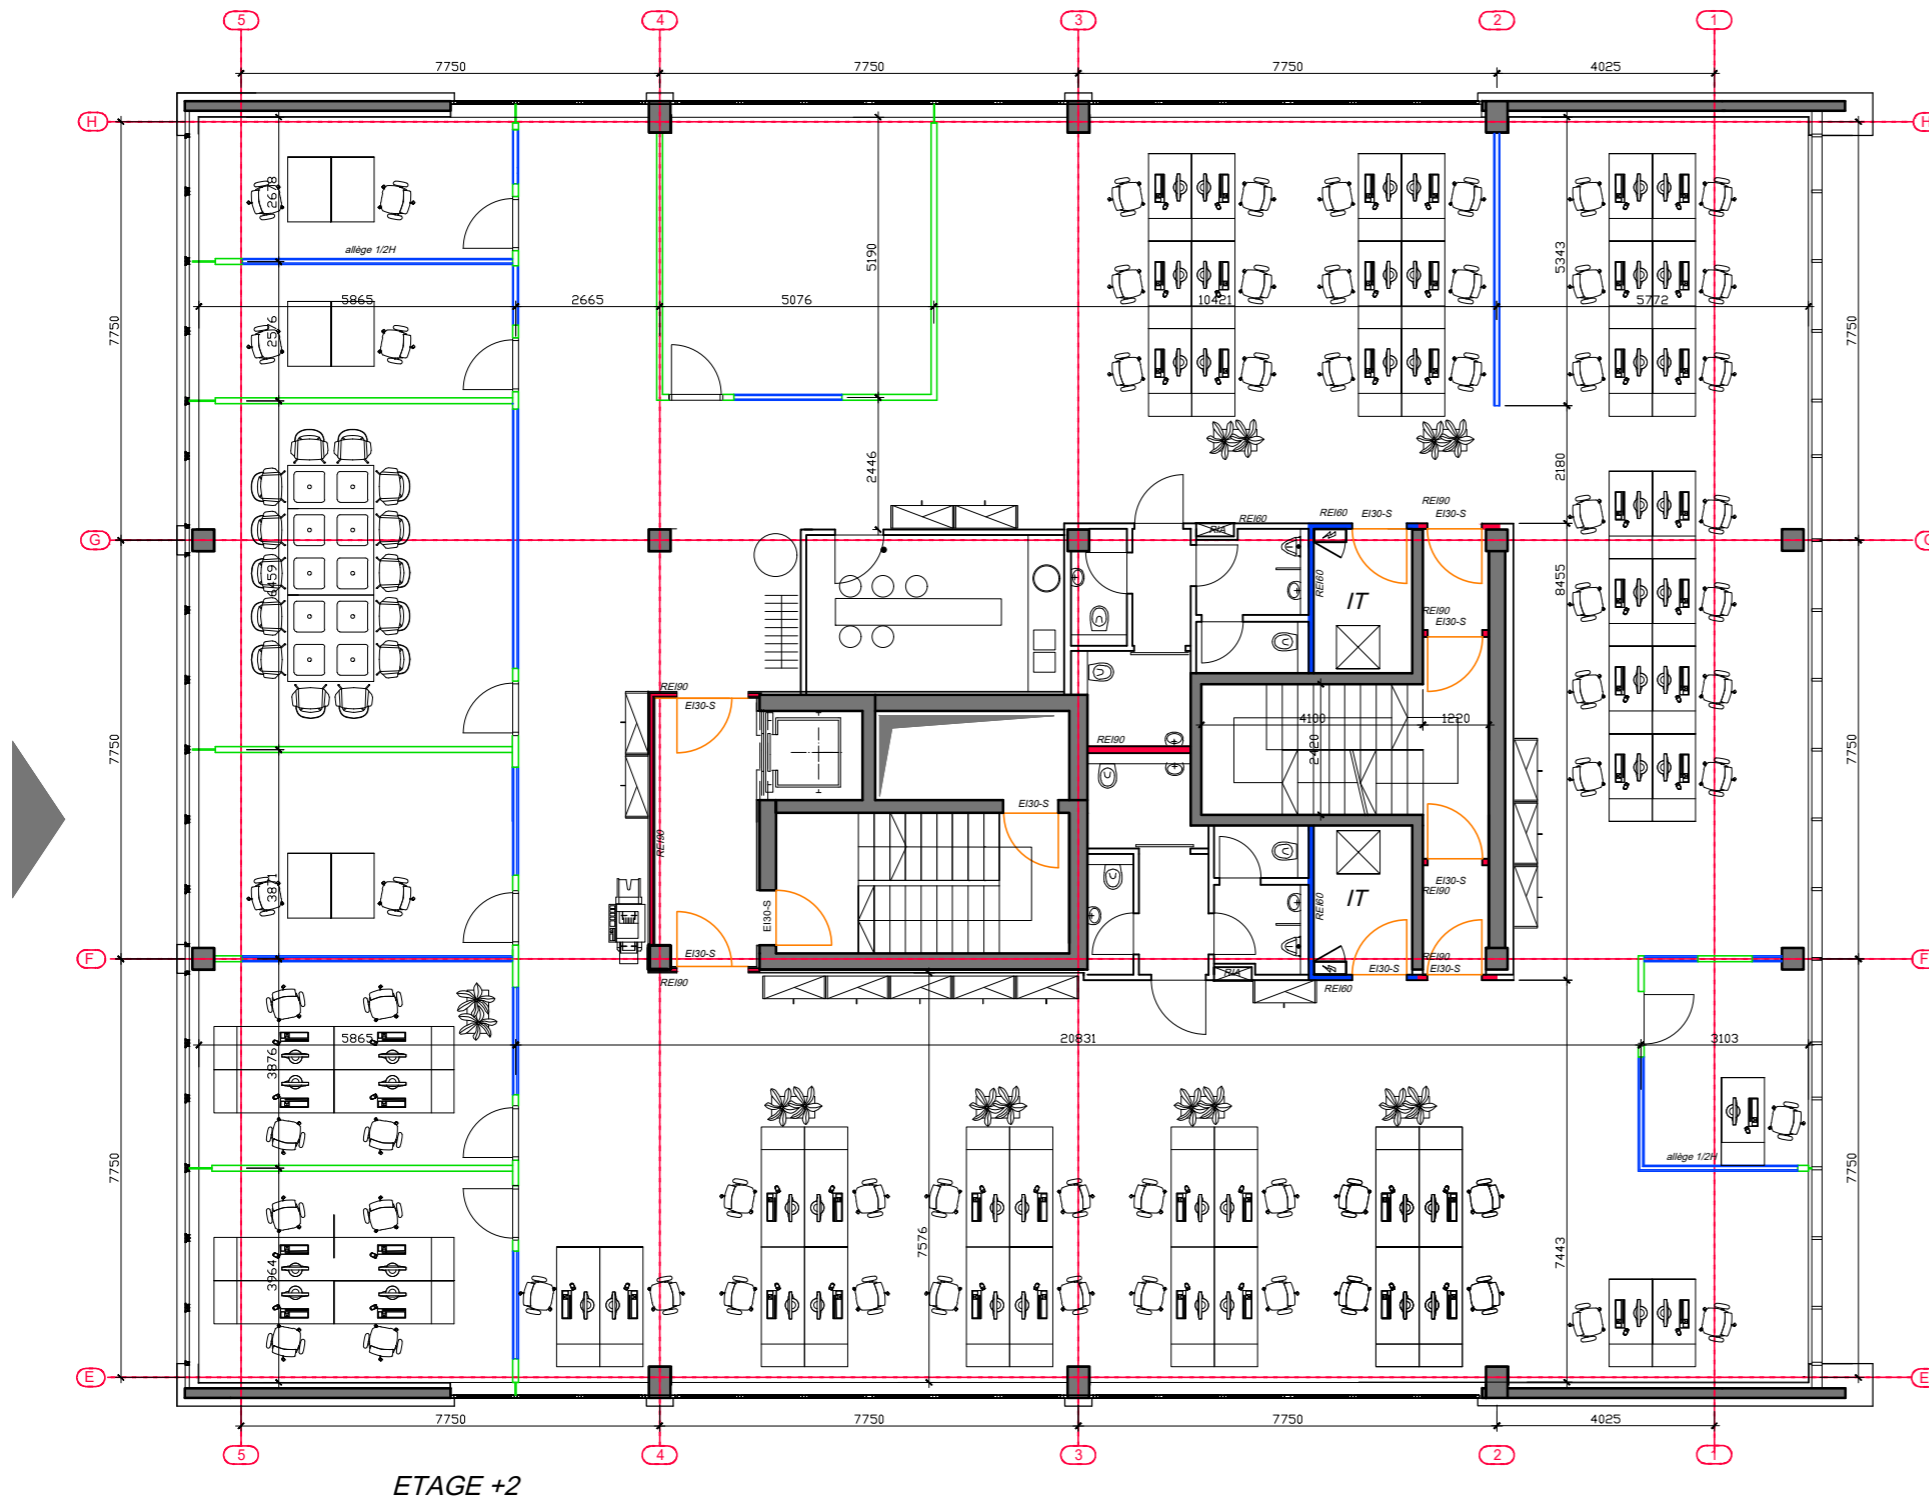 5 4 3 2 1
7750 7750 7750 4025
H H
2678
allège 1/2H
5190
5343
5865 2665 5076 10421 5772
2576
7750 7750
2446
2180
REI90
REI60 REI60 EI30-S EI30-S
RIA
G G
6459
REI60
IT
8455
REI90
EI30-S
REI90
EI30-S
4100 1220
2420
REI90
7750 7750
EI30-S
REI90
3871
EI30-S
EI30-S
REI90
REI60
IT
REI90
F EI30-S EI30-S EI30-S F
REI90 RIA REI60
5865 20831 3103
3876
7750 7750
allège 1/2H
3964
7576
7443
E E
7750 7750 7750 4025
5 4 3 2 1
ETAGE +2